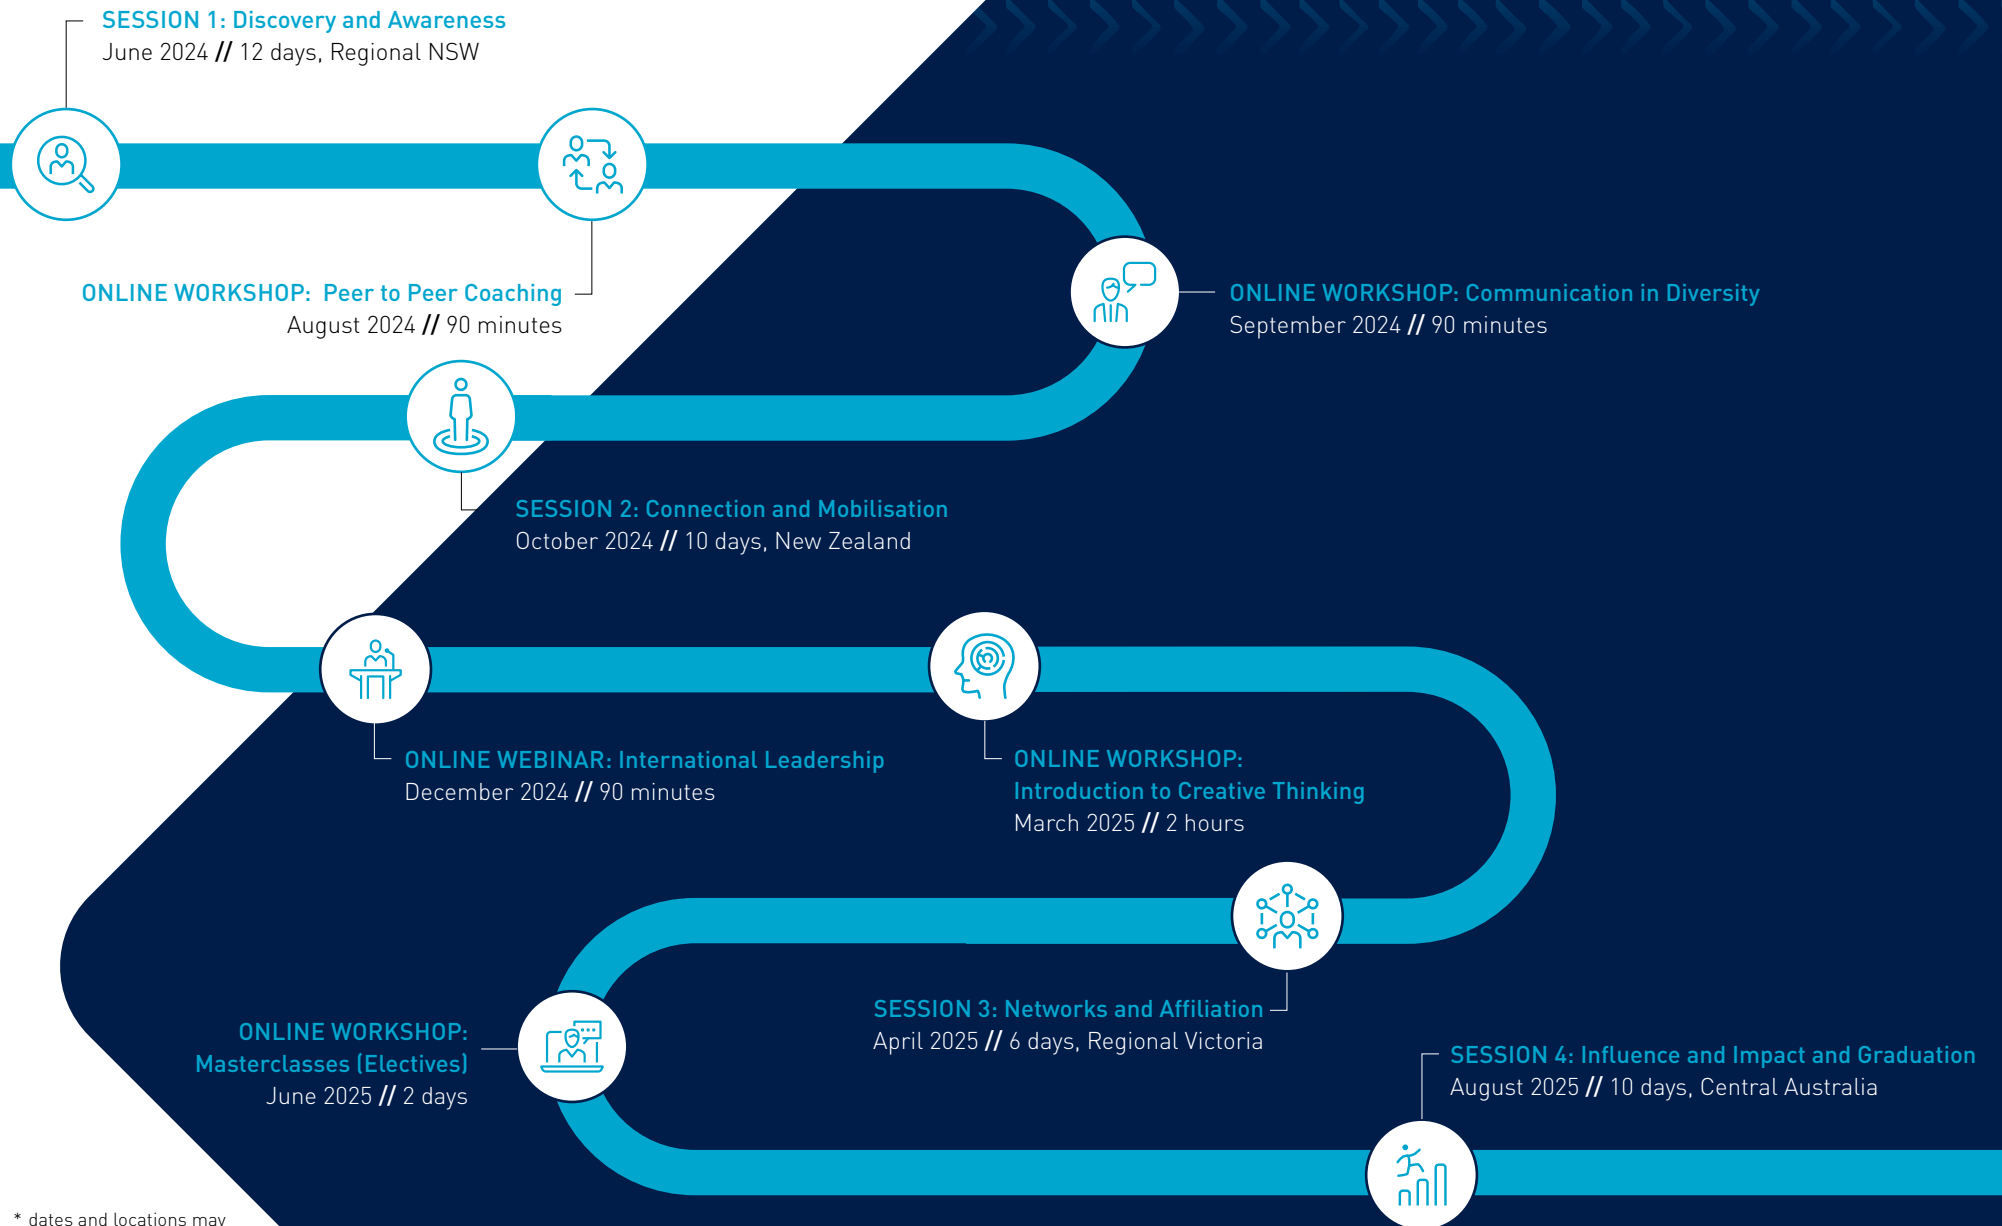 SESSION 1: Discovery and Awareness
June 2024 // 12 days, Regional NSW
ONLINE WORKSHOP: Peer to Peer Coaching
August 2024 // 90 minutes
ONLINE WORKSHOP: Communication in Diversity
September 2024 // 90 minutes
SESSION 2: Connection and Mobilisation
October 2024 // 10 days, New Zealand
ONLINE WEBINAR: International Leadership
December 2024 // 90 minutes
ONLINE WORKSHOP:
Introduction to Creative Thinking
March 2025 // 2 hours
SESSION 3: Networks and Affiliation
April 2025 // 6 days, Regional Victoria
ONLINE WORKSHOP:
Masterclasses (Electives)
June 2025 // 2 days
SESSION 4: Influence and Impact and Graduation
August 2025 // 10 days, Central Australia
* dates and locations may